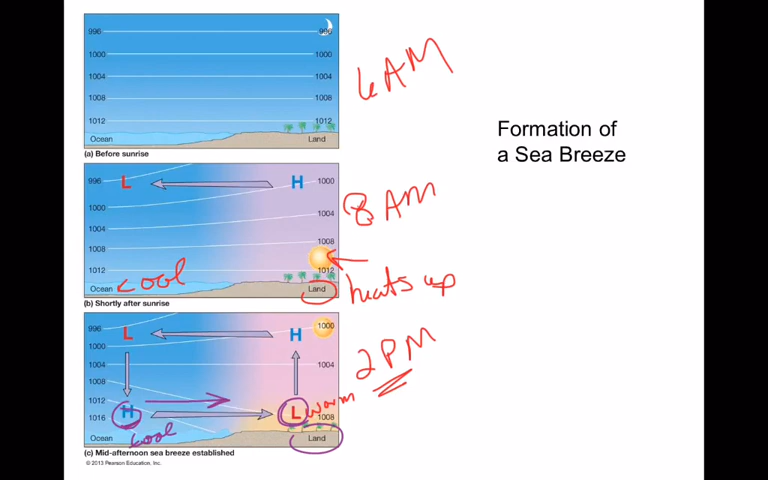 996 996
1000 1000
1004 1004
1008 1008
1012 1012
Ocean Land
(a) Before sunrise
6AM
Formation of
a Sea Breeze
996 L H 1000
1000
1004
1004
1008 1008
1012 1012
Ocean cool Land
(b) Shortly after sunrise
8 AM
heats up
996 L H 1000
1000
1004 1004
1008
1012
1016 H L warm 1008
Ocean cool Land
(c) Mid-afternoon sea breeze established
2PM
© 2013 Pearson Education, Inc.